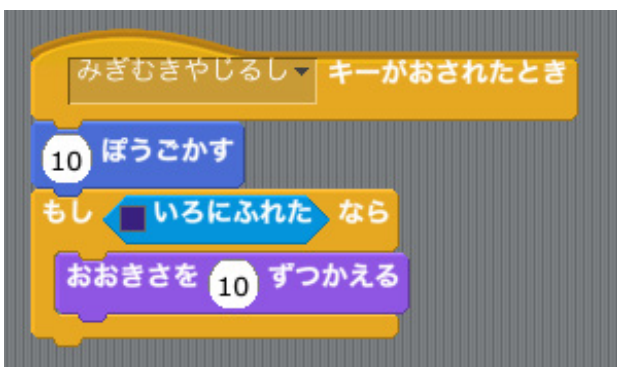 みぎむきやじるし キーがおされたとき
10 ぽうごかす
もし いろにふれた なら
おおきさを 10 ずつかえる